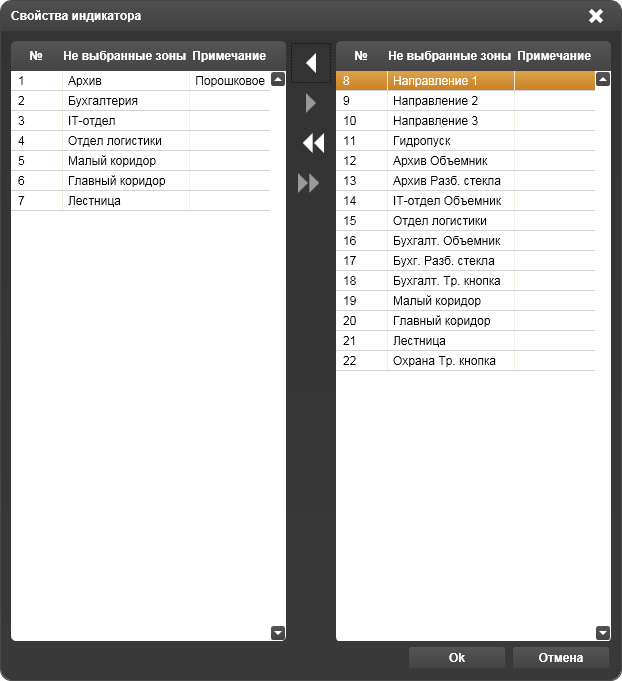 Свойства индикатора
№ Не выбранные зоны Примечание
1 Архив Порошковое
2 Бухгалтерия
3 IT-отдел
4 Отдел логистики
5 Малый коридор
6 Главный коридор
7 Лестница
№ Не выбранные зоны Примечание
8 Направление 1
9 Направление 2
10 Направление 3
11 Гидропуск
12 Архив Объемник
13 Архив Разб. стекла
14 IT-отдел Объемник
15 Отдел логистики
16 Бухгалт. Объемник
17 Бухг. Разб. стекла
18 Бухгалт. Тр. кнопка
19 Малый коридор
20 Главный коридор
21 Лестница
22 Охрана Тр. кнопка
Ok Отмена